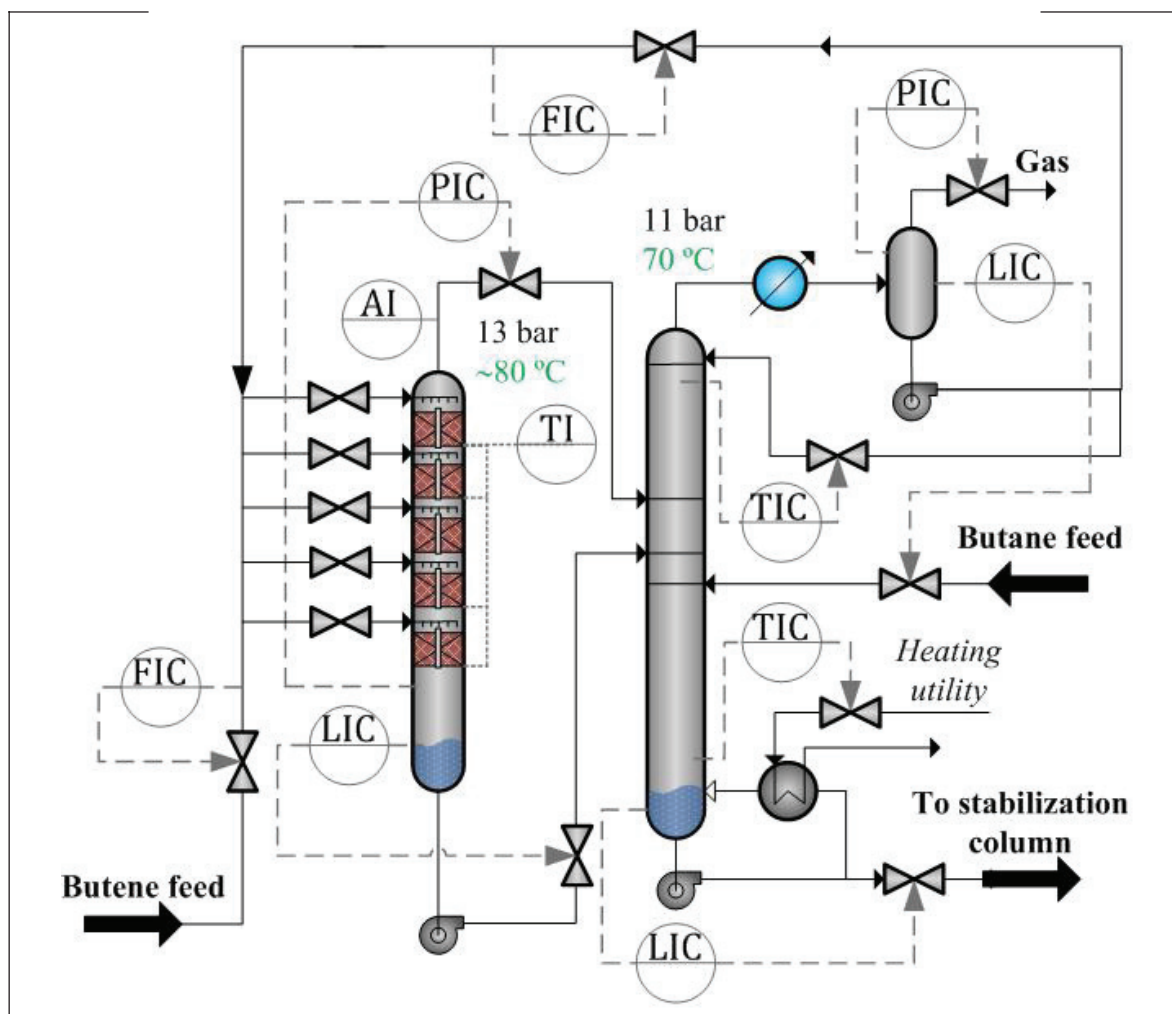 FIC
PIC
Gas
PIC
11 bar
70 ºC
LIC
AI
13 bar
~80 ºC
TI
TIC
Butane feed
TIC
Heating
utility
FIC
LIC
To stabilization
column
Butene feed
LIC